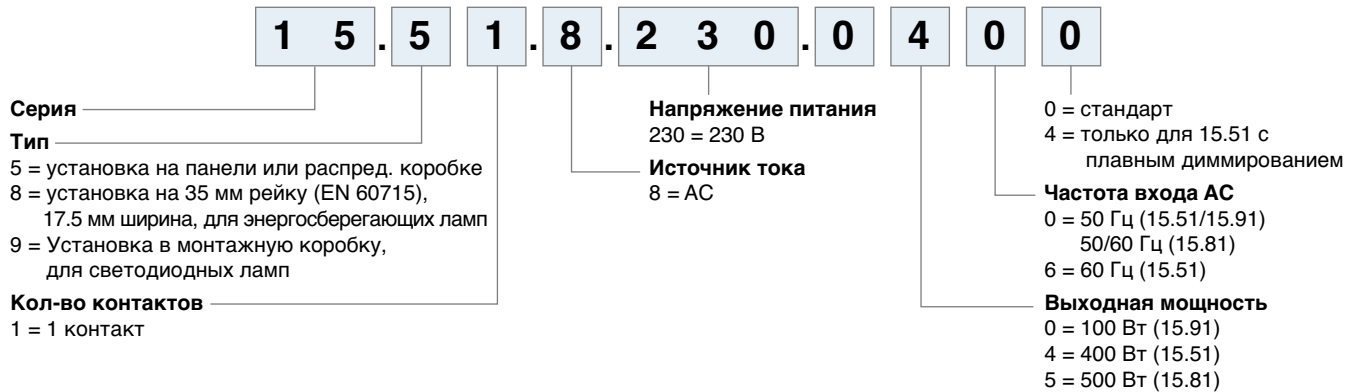 1 5 . 5 1 . 8 . 2 3 0 . 0 4 0 0
Серия
Тип
5 = установка на панели или распред. коробке
8 = установка на 35 мм рейку (EN 60715),
17.5 мм ширина, для энергосберегающих ламп
9 = Установка в монтажную коробку,
для светодиодных ламп
Кол-во контактов
1 = 1 контакт
Напряжение питания
230 = 230 В
Источник тока
8 = AC
0 = стандарт
4 = только для 15.51 с
плавным диммированием
Частота входа AC
0 = 50 Гц (15.51/15.91)
50/60 Гц (15.81)
6 = 60 Гц (15.51)
Выходная мощность
0 = 100 Вт (15.91)
4 = 400 Вт (15.51)
5 = 500 Вт (15.81)